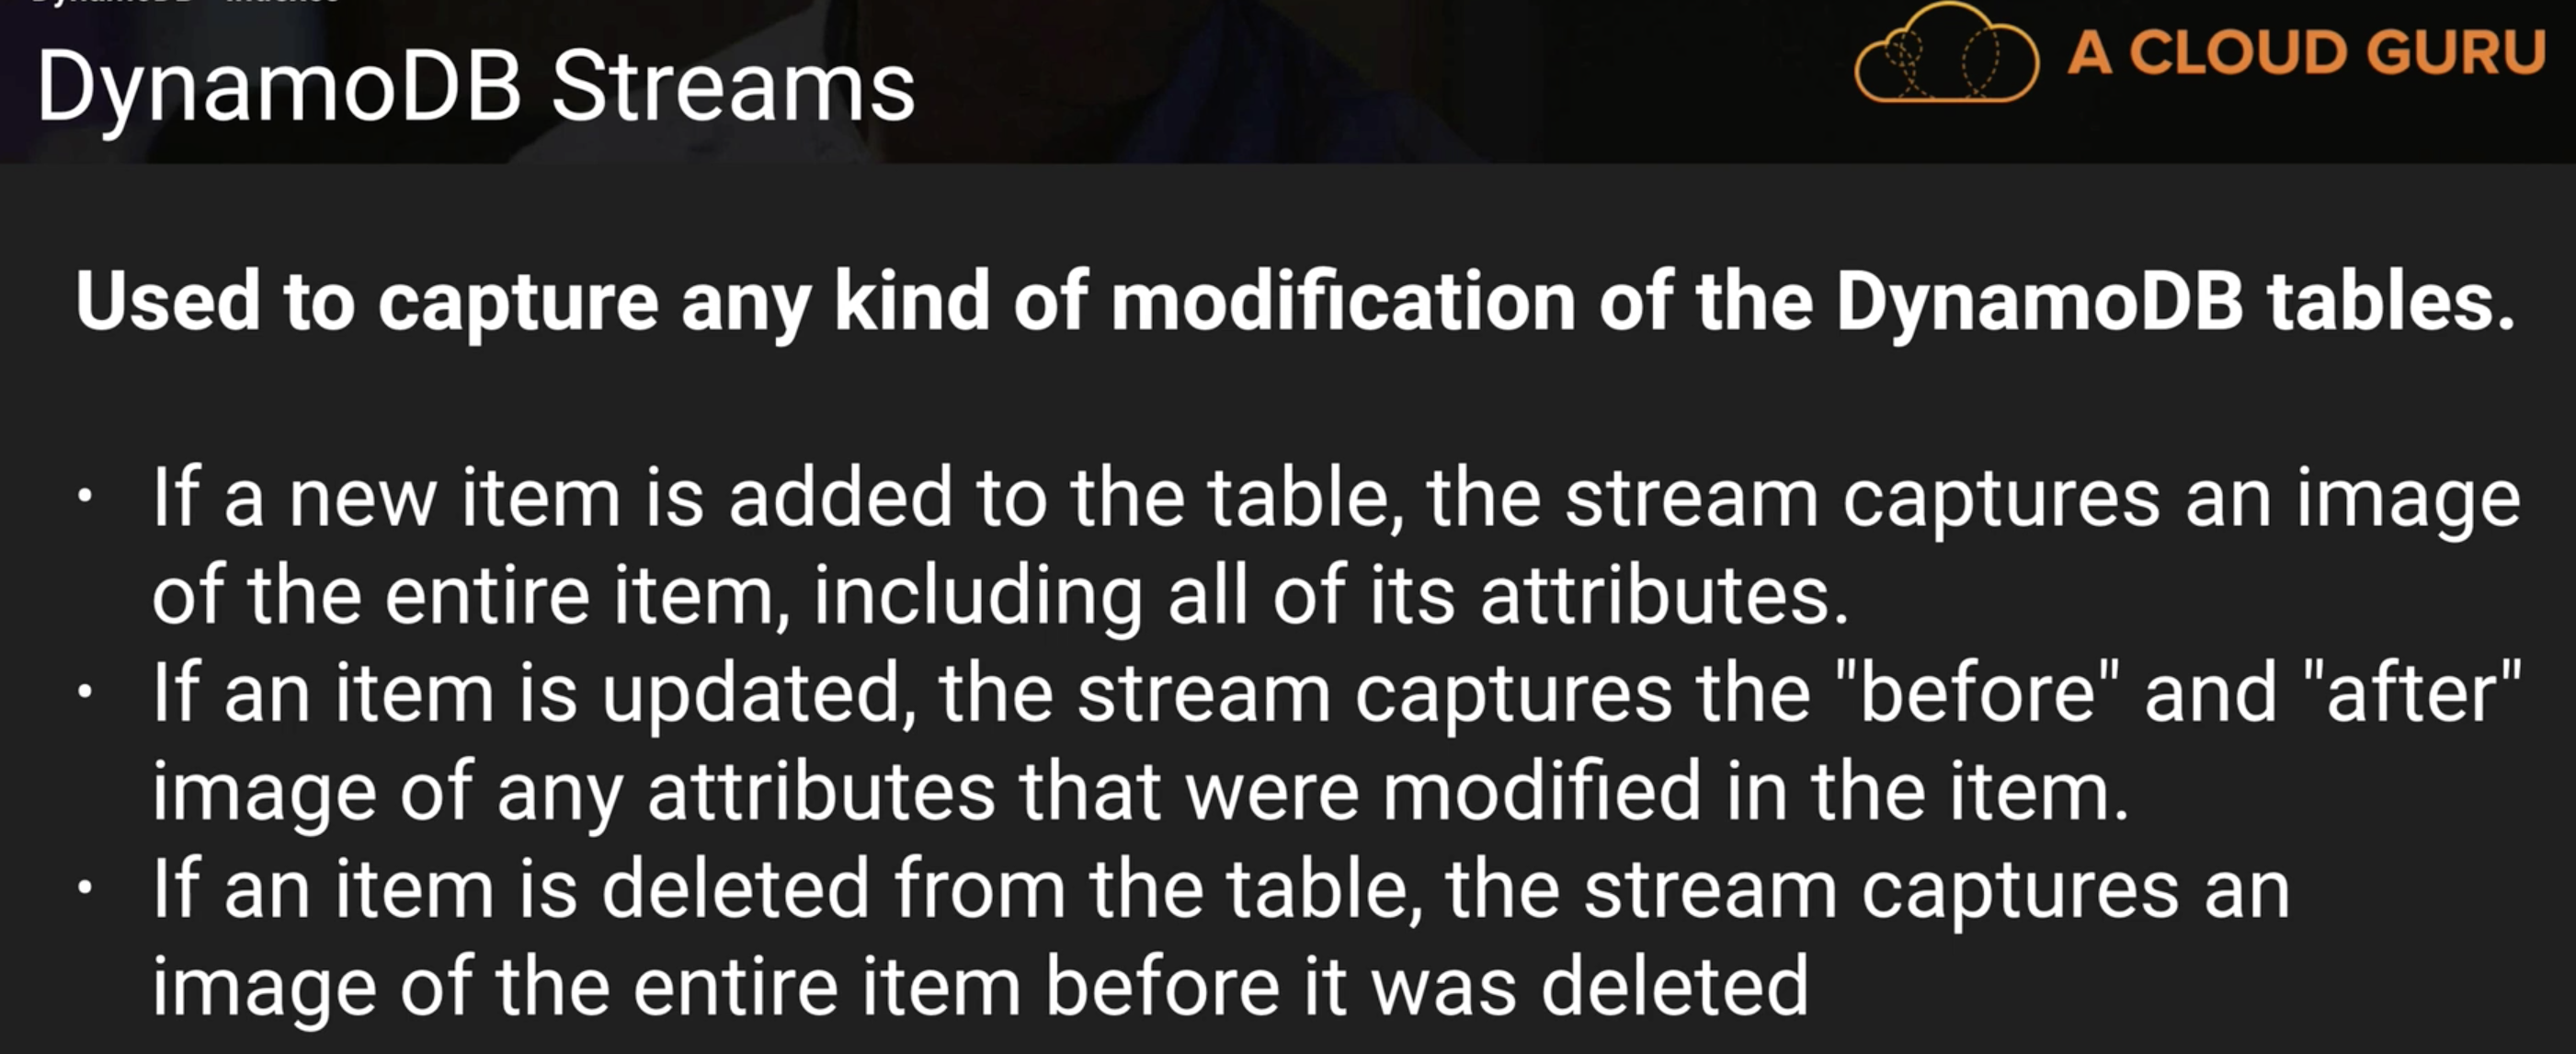 DynamoDB Streams
A CLOUD GURU
Used to capture any kind of modification of the DynamoDB tables.
• If a new item is added to the table, the stream captures an image
of the entire item, including all of its attributes.
• If an item is updated, the stream captures the "before" and "after"
image of any attributes that were modified in the item.
• If an item is deleted from the table, the stream captures an
image of the entire item before it was deleted